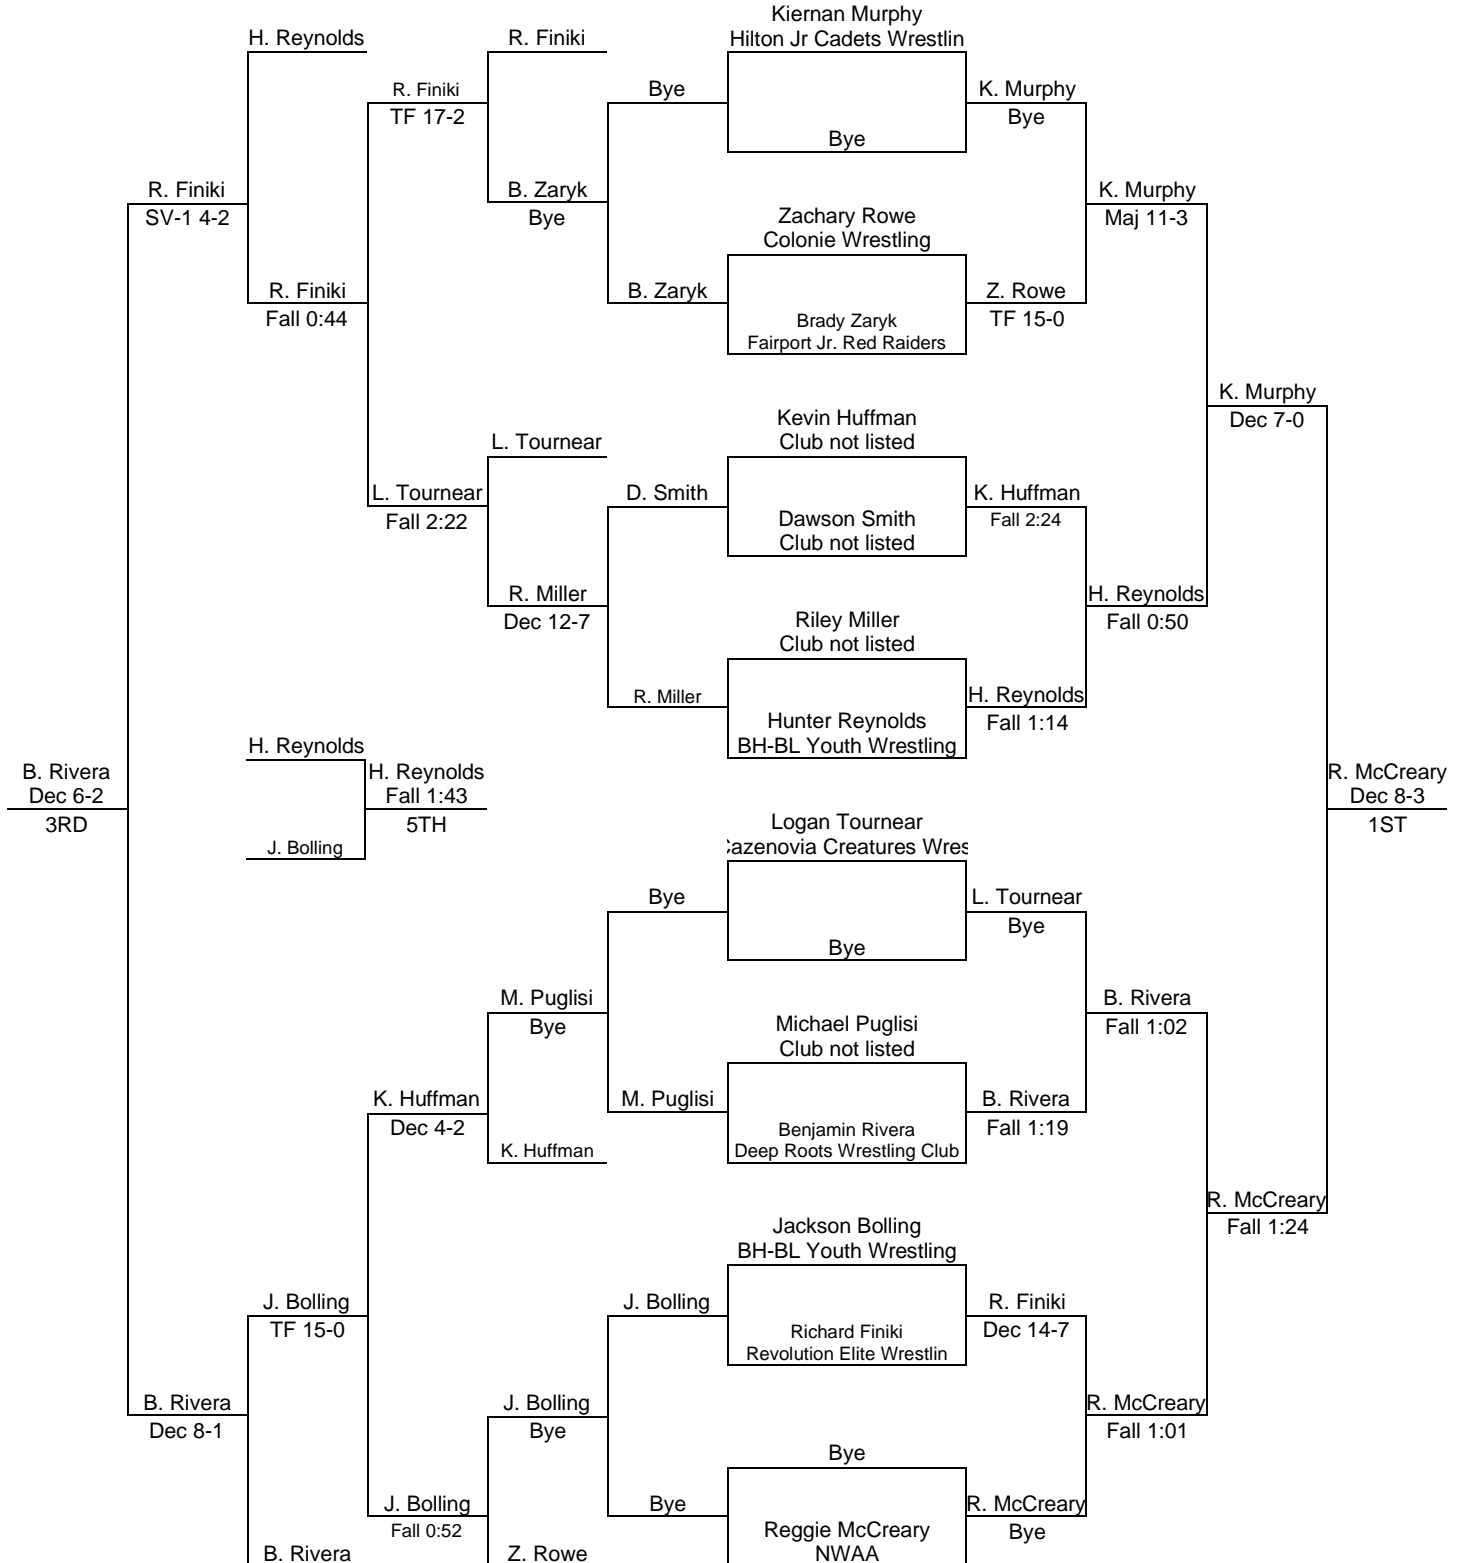 Kiernan Murphy
H. Reynolds
R. Finiki
Hilton Jr Cadets Wrestlin
R. Finiki
Bye
K. Murphy
TF 17-2
Bye
Bye
R. Finiki
B. Zaryk
K. Murphy
SV-1 4-2
Bye
Zachary Rowe
Maj 11-3
Colonie Wrestling
R. Finiki
B. Zaryk
Z. Rowe
Fall 0:44
Brady Zaryk
TF 15-0
Fairport Jr. Red Raiders
K. Murphy
Kevin Huffman
Dec 7-0
L. Tournear
Club not listed
L. Tournear
D. Smith
K. Huffman
Fall 2:22
Dawson Smith
Fall 2:24
Club not listed
R. Miller
H. Reynolds
Dec 12-7
Riley Miller
Fall 0:50
Club not listed
R. Miller
H. Reynolds
Hunter Reynolds
Fall 1:14
H. Reynolds
BH-BL Youth Wrestling
B. Rivera
H. Reynolds
R. McCreary
Dec 6-2
Fall 1:43
Dec 8-3
3RD
5TH
Logan Tournear
1ST
J. Bolling
Cazenovia Creatures Wres
Bye
L. Tournear
Bye
Bye
M. Puglisi
B. Rivera
Bye
Michael Puglisi
Fall 1:02
Club not listed
K. Huffman
M. Puglisi
B. Rivera
Dec 4-2
Benjamin Rivera
Fall 1:19
K. Huffman
Deep Roots Wrestling Club
R. McCreary
Jackson Bolling
Fall 1:24
BH-BL Youth Wrestling
J. Bolling
J. Bolling
R. Finiki
TF 15-0
Richard Finiki
Dec 14-7
Revolution Elite Wrestlin
B. Rivera
J. Bolling
R. McCreary
Dec 8-1
Bye
Fall 1:01
Bye
J. Bolling
Bye
R. McCreary
Fall 0:52
Reggie McCreary
Bye
B. Rivera
Z. Rowe
NWAA